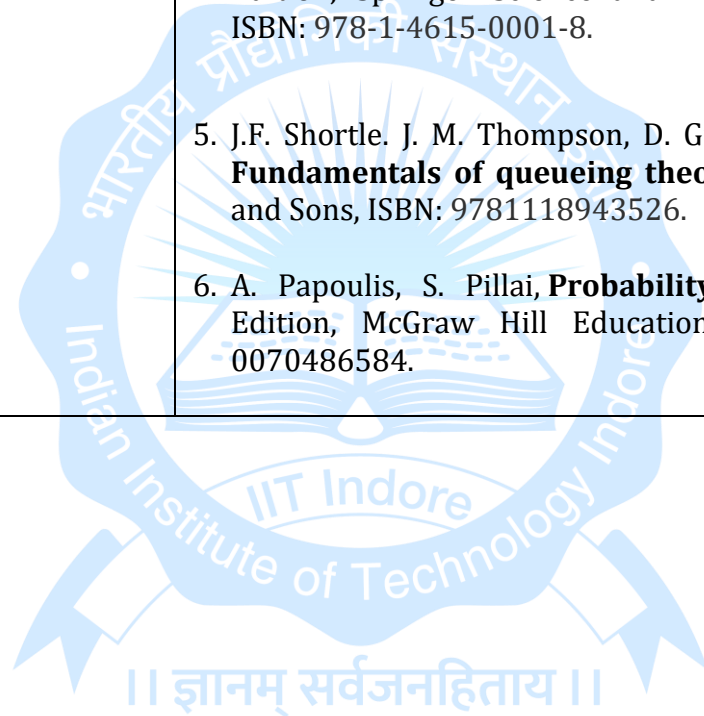 ISBN: 978-1-4615-0001-8.
5. J.F. Shortle. J. M. Thompson, D. G
Fundamentals of queueing theo
and Sons, ISBN: 9781118943526.
6. A. Papoulis, S. Pillai, Probability
Edition, McGraw Hill Education
0070486584.
भारतीय प्रौद्योगिकी संस्थान इंदौर
Indian Institute of Technology Indore
IIT Indore
।। ज्ञानम् सर्वजनहिताय ।।